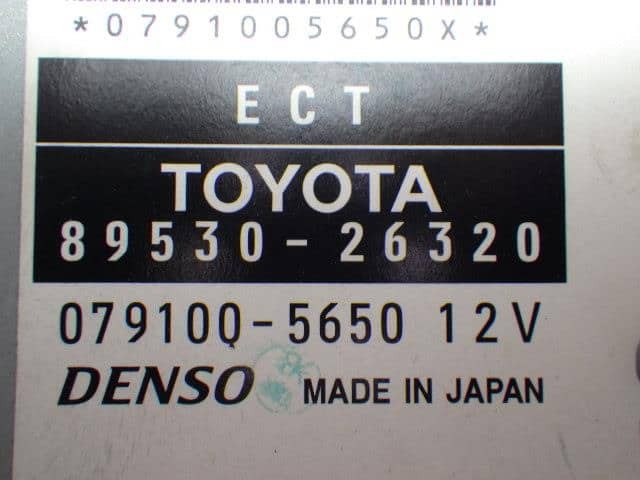 *0791005650X*
ECT
TOYOTA
89530-26320
079100-5650 12V
DENSO MADE IN JAPAN